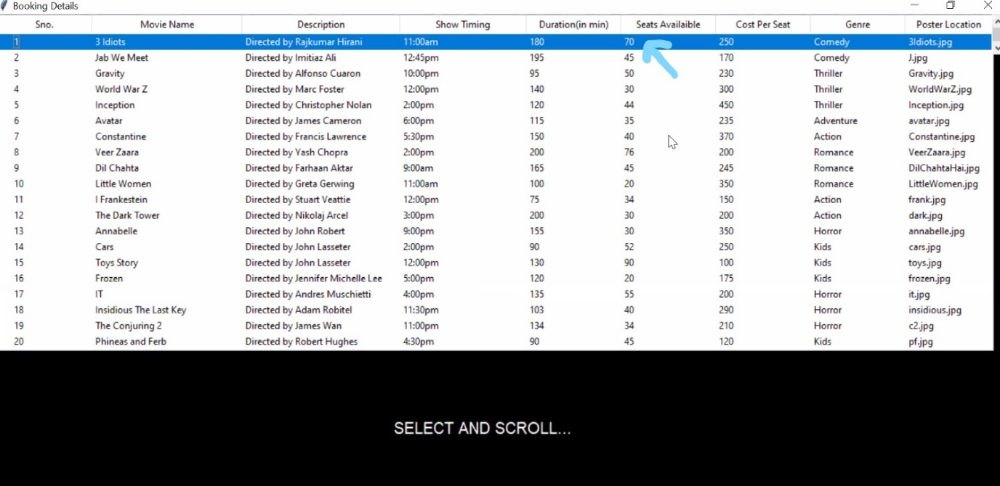 Booking Details
Sno. Movie Name Description Show Timing Duration(in min) Seats Availaible Cost Per Seat Genre Poster Location
1 3 Idiots Directed by Rajkumar Hirani 11:00am 180 70 250 Comedy 3Idiots.jpg
2 Jab We Meet Directed by Imitiaz Ali 12:45pm 195 45 170 Comedy J.jpg
3 Gravity Directed by Alfonso Cuaron 10:00pm 95 50 230 Thriller Gravity.jpg
4 World War Z Directed by Marc Foster 12:00pm 140 30 300 Thriller WorldWarZ.jpg
5 Inception Directed by Christopher Nolan 2:00pm 120 44 450 Thriller Inception.jpg
6 Avatar Directed by James Cameron 6:00pm 115 35 235 Adventure avatar.jpg
7 Constantine Directed by Francis Lawrence 5:30pm 150 40 370 Action Constantine.jpg
8 Veer Zaara Directed by Yash Chopra 2:00pm 200 76 200 Romance VeerZaara.jpg
9 Dil Chahta Directed by Farhaan Aktar 9:00am 165 45 245 Romance DilChahtaHai.jpg
10 Little Women Directed by Greta Gerwing 11:00am 100 20 350 Romance LittleWomen.jpg
11 I Frankestein Directed by Stuart Veattie 12:00pm 75 34 150 Action frank.jpg
12 The Dark Tower Directed by Nikolaj Arcel 3:00pm 200 30 200 Action dark.jpg
13 Annabelle Directed by John Robert 9:00pm 155 30 350 Horror annabelle.jpg
14 Cars Directed by John Lasseter 2:00pm 90 52 250 Kids cars.jpg
15 Toys Story Directed by John Lasseter 12:00pm 130 90 100 Kids toys.jpg
16 Frozen Directed by Jennifer Michelle Lee 5:00pm 120 20 175 Kids frozen.jpg
17 IT Directed by Andres Muschietti 4:00pm 135 55 200 Horror it.jpg
18 Insidious The Last Key Directed by Adam Robitel 11:30pm 103 40 290 Horror insidious.jpg
19 The Conjuring 2 Directed by James Wan 11:00pm 134 34 210 Horror c2.jpg
20 Phineas and Ferb Directed by Robert Hughes 4:30pm 90 45 120 Kids pf.jpg
SELECT AND SCROLL...